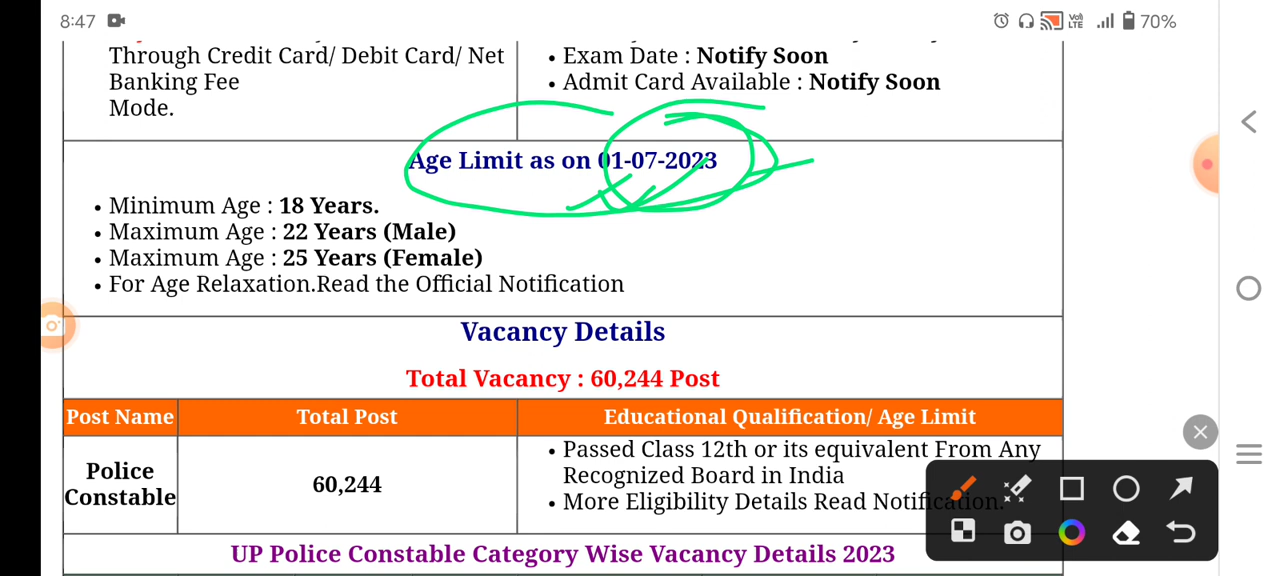 8:47
Vo)
LTE
70%
Through Credit Card/ Debit Card/ Net
Banking Fee
Mode.
• Exam Date : Notify Soon
• Admit Card Available : Notify Soon
Age Limit as on 01-07-2023
• Minimum Age : 18 Years.
• Maximum Age : 22 Years (Male)
• Maximum Age : 25 Years (Female)
• For Age Relaxation.Read the Official Notification
Vacancy Details
Total Vacancy : 60,244 Post
Post Name
Total Post
Educational Qualification/ Age Limit
Police
Constable
60,244
• Passed Class 12th or its equivalent From Any
Recognized Board in India
• More Eligibility Details Read Notification.
UP Police Constable Category Wise Vacancy Details 2023